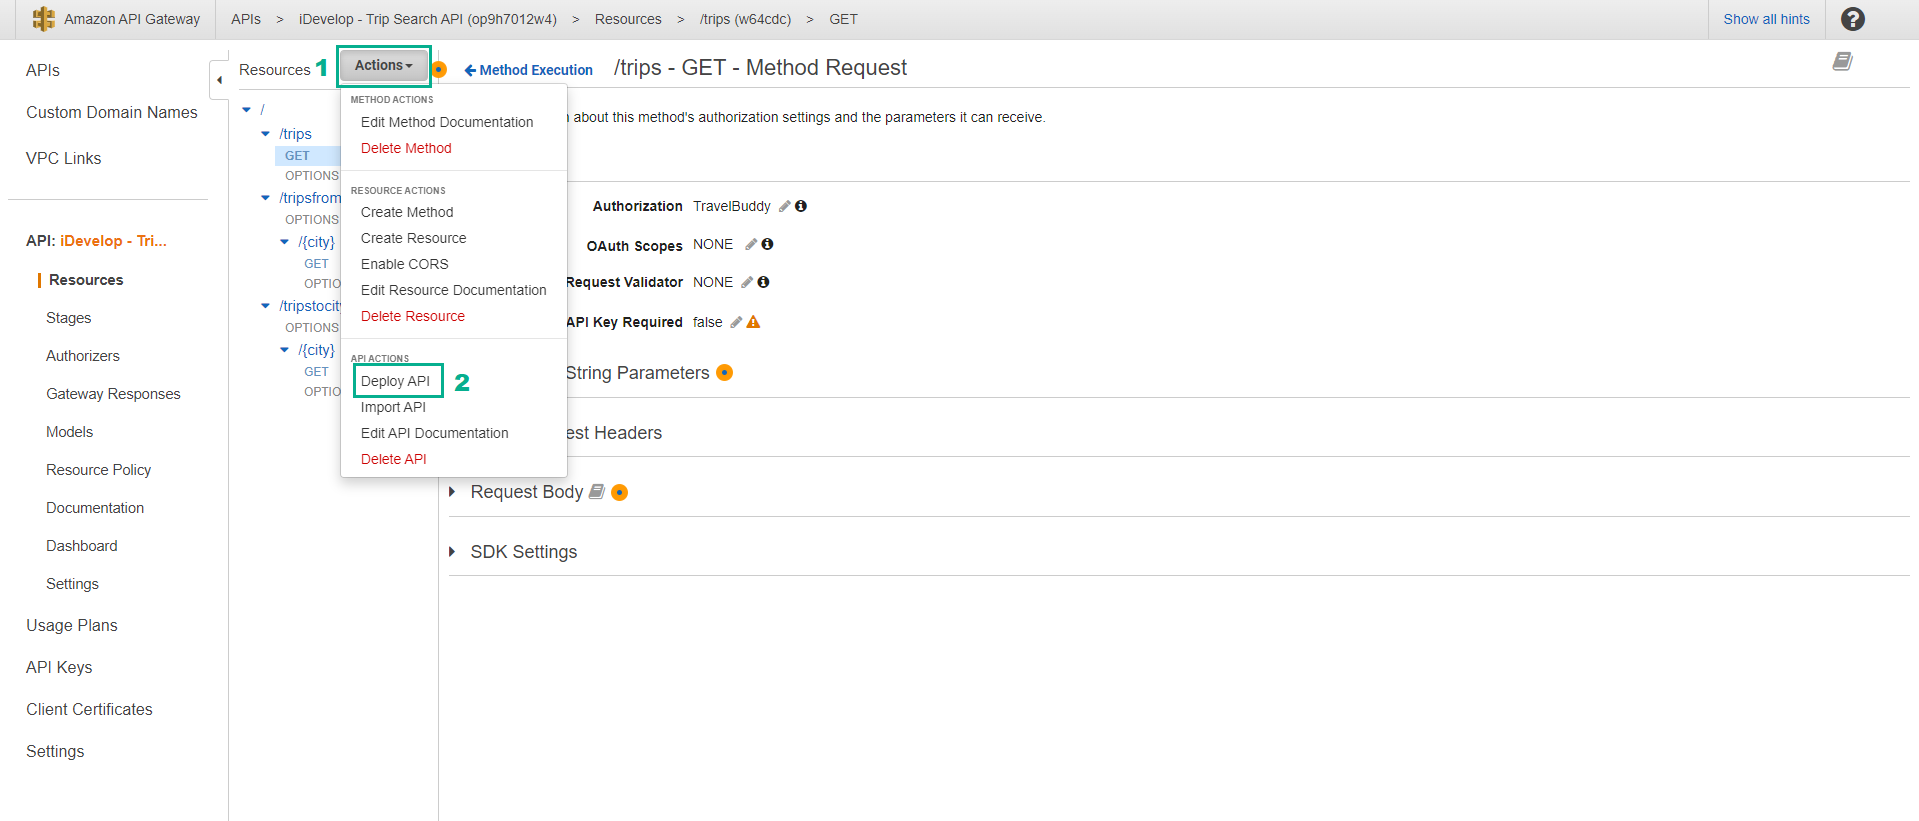 Amazon API Gateway
APIs > iDevelop - Trip Search API (op9h7012w4) > Resources > /trips (w64cdc) > GET
Show all hints
?
APIs
Custom Domain Names
VPC Links
API: iDevelop - Tri...
Resources
Stages
Authorizers
Gateway Responses
Models
Resource Policy
Documentation
Dashboard
Settings
Usage Plans
API Keys
Client Certificates
Settings
Resources 1
Actions
/
/trips
GET
OPTIONS
/tripsfrom
OPTIONS
/{city}
GET
OPTIO
/tripstocity
OPTIONS
/{city}
GET
OPTIO
METHOD ACTIONS
Edit Method Documentation
Delete Method
RESOURCE ACTIONS
Create Method
Create Resource
Enable CORS
Edit Resource Documentation
Delete Resource
API ACTIONS
Deploy API 2
Import API
Edit API Documentation
Delete API
Method Execution /trips - GET - Method Request
about this method's authorization settings and the parameters it can receive.
Authorization TravelBuddy
OAuth Scopes NONE
Request Validator NONE
API Key Required false
String Parameters
est Headers
Request Body
SDK Settings